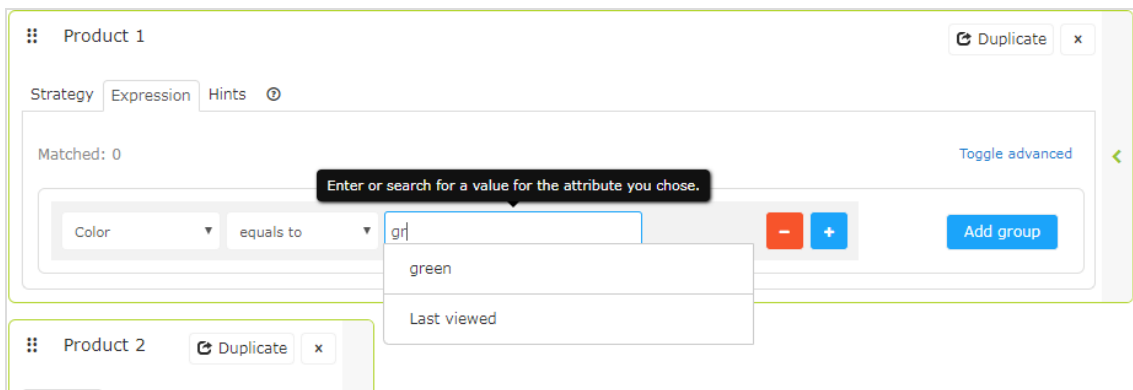 Product 1
Duplicate
x
Strategy
Expression
Hints
Matched: 0
Toggle advanced
Enter or search for a value for the attribute you chose.
Color
equals to
gr
-
+
Add group
green
Last viewed
Product 2
Duplicate
x